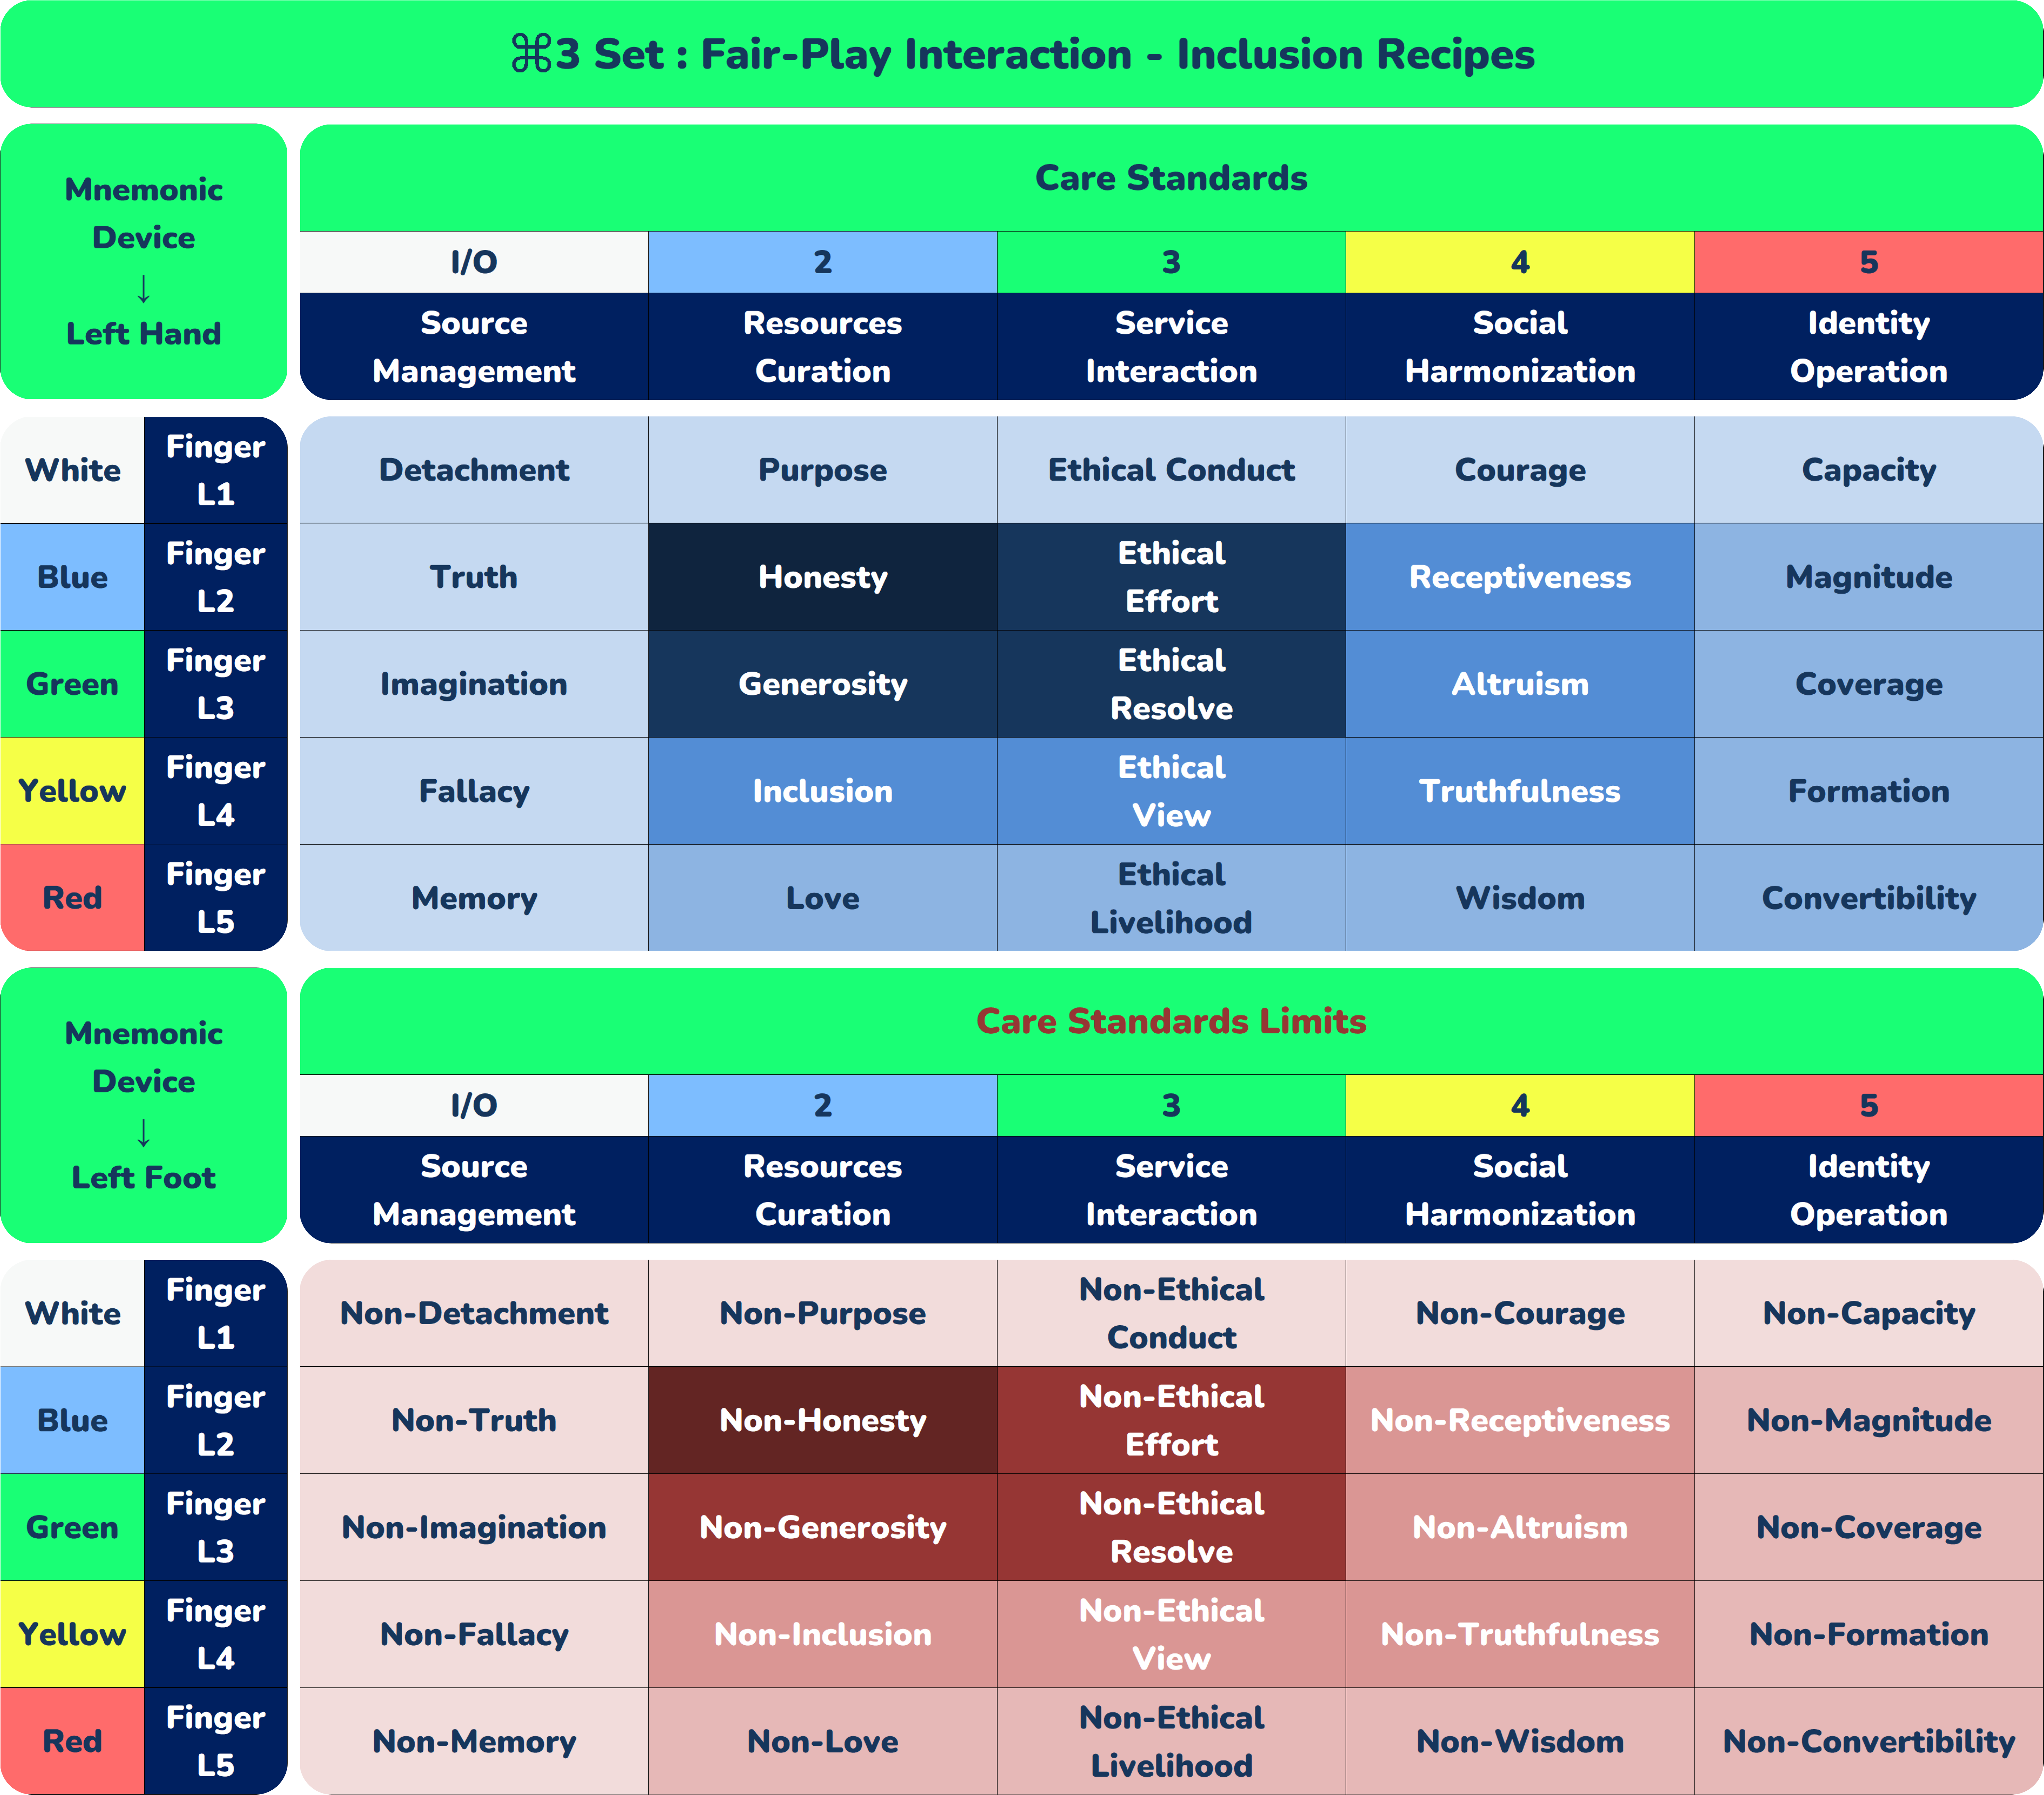 ⌘3 Set : Fair-Play Interaction - Inclusion Recipes
Mnemonic
Device
↓
Left Hand
Care Standards
I/O 2 3 4 5
Source Resources Service Social Identity
Management Curation Interaction Harmonization Operation
White Finger L1 Detachment Purpose Ethical Conduct Courage Capacity
Blue Finger L2 Truth Honesty Ethical Effort Receptiveness Magnitude
Green Finger L3 Imagination Generosity Ethical Resolve Altruism Coverage
Yellow Finger L4 Fallacy Inclusion Ethical View Truthfulness Formation
Red Finger L5 Memory Love Ethical Livelihood Wisdom Convertibility
Mnemonic
Device
↓
Left Foot
Care Standards Limits
I/O 2 3 4 5
Source Resources Service Social Identity
Management Curation Interaction Harmonization Operation
White Finger L1 Non-Detachment Non-Purpose Non-Ethical Conduct Non-Courage Non-Capacity
Blue Finger L2 Non-Truth Non-Honesty Non-Ethical Effort Non-Receptiveness Non-Magnitude
Green Finger L3 Non-Imagination Non-Generosity Non-Ethical Resolve Non-Altruism Non-Coverage
Yellow Finger L4 Non-Fallacy Non-Inclusion Non-Ethical View Non-Truthfulness Non-Formation
Red Finger L5 Non-Memory Non-Love Non-Ethical Livelihood Non-Wisdom Non-Convertibility